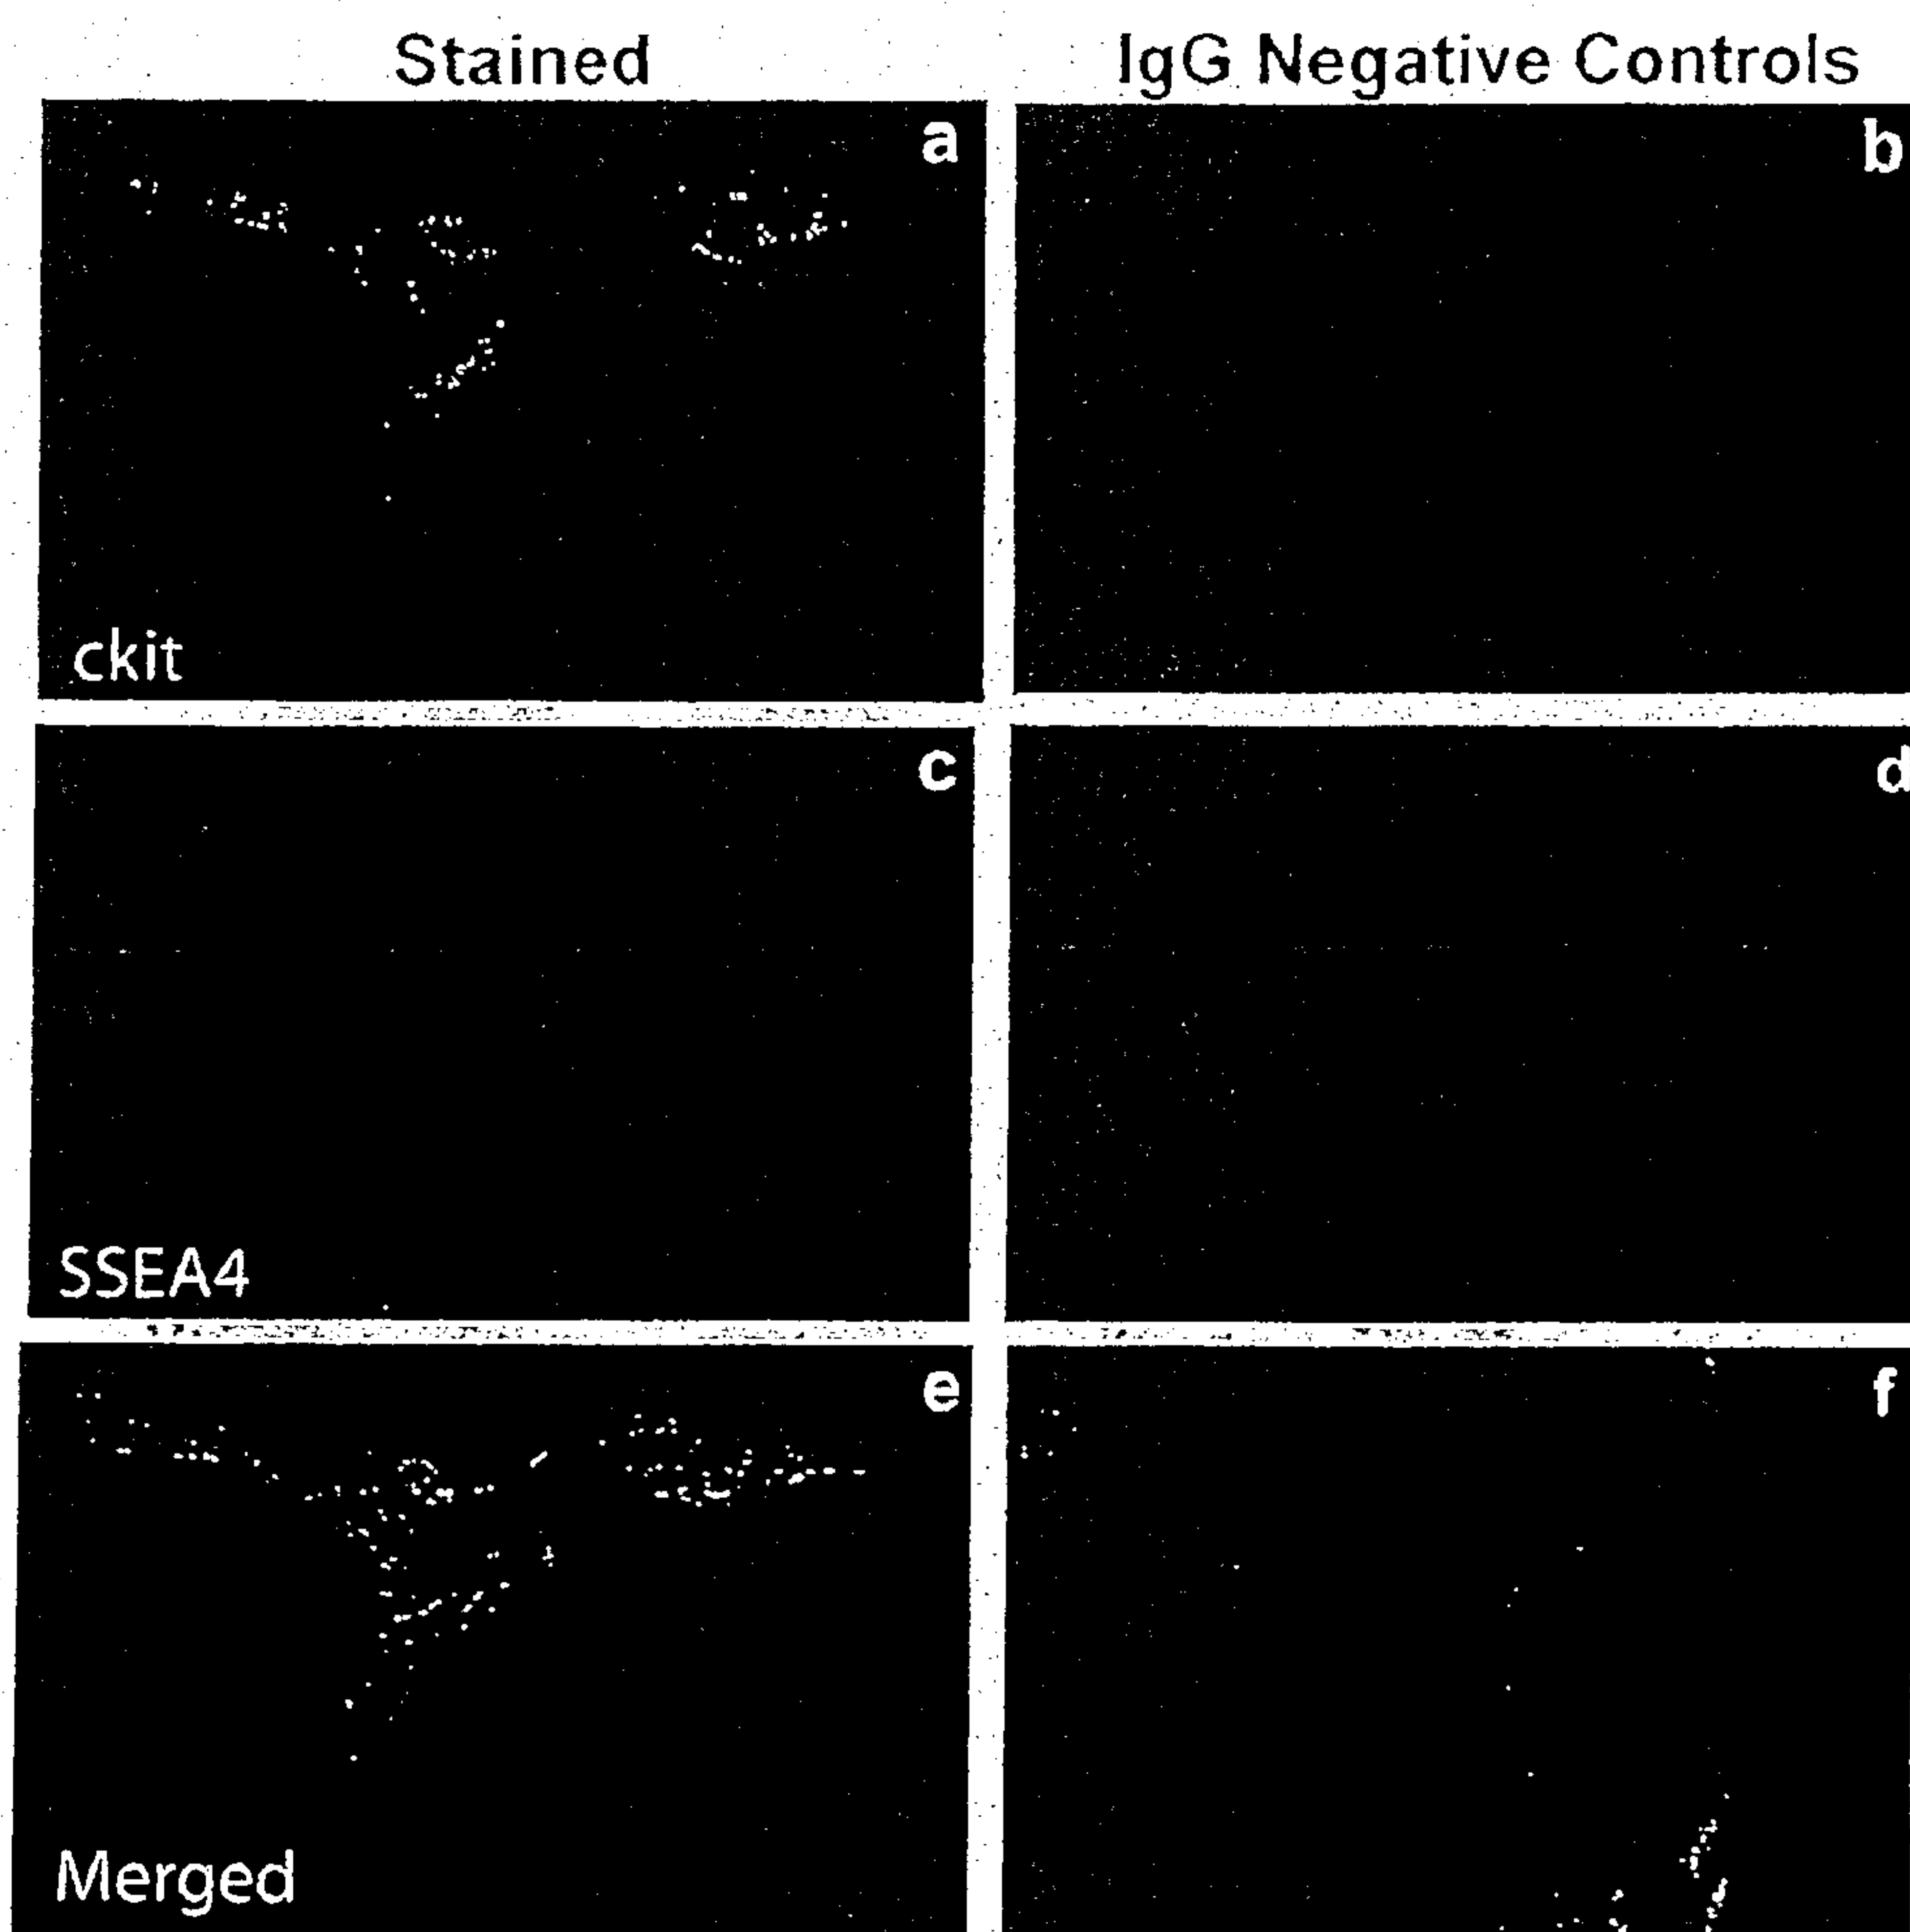 Stained
IgG Negative Controls
a
b
ckit
c
d
SSEA4
e
f
Merged